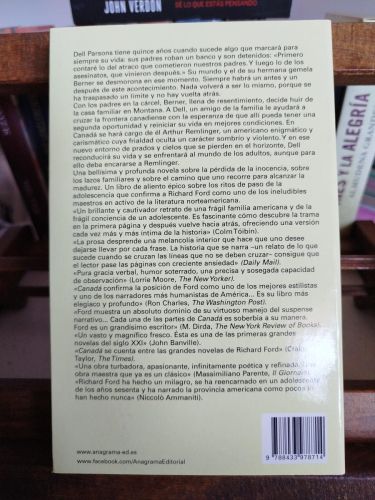 JOHN VERDON
SÉ LO QUE ESTÁS PENSANDO
Dell Parsons tiene quince años cuando sucede algo que marcará para
siempre su vida: sus padres roban un banco y son detenidos: «Primero
contaré lo del atraco que cometieron nuestros padres. Y luego lo de los
asesinatos, que vinieron después.» Su mundo y el de su hermana gemela
Berner se desmorona en ese momento. Siempre habrá un antes y un
después de este acontecimiento. Nada volverá a ser lo mismo, porque se
ha traspasado un límite y no hay vuelta atrás.
Con los padres en la cárcel, Berner, llena de resentimiento, decide huir de
la casa familiar en Montana. A Dell, un amigo de la familie le ayudará a
cruzar la frontera canadiense con la esperanza de que allí pueda tener una
segunda oportunidad y reiniciar su vida en mejores condiciones. En
Canadá se hará cargo de él Arthur Remlinger, un americano enigmático y
carismático cuya frialdad oculta un carácter sombrío y violento.Y en ese
nuevo entorno de prados y cielos que se pierden en el horizonte, Dell
reconducirá su vida y se enfrentará al mundo de los adultos, aunque para
ello deba encararse a Remlinger.
Una bellísima y profunda novela sobre la pérdida de la inocencia, sobre
los lazos familiares y sobre el camino que uno recorre para alcanzar la
madurez. Un libro de aliento épico sobre los ritos de paso de la
adolescencia que confirma a Richard Ford como uno de los ineludibles
maestros en activo de la literatura norteamericana.
«Un brillante y cautivador retrato de una frágil familia americana y de la
frágil conciencia de un adolescente. Es fascinante cómo descubre la trama
en la primera página y después vuelve hacia atrás, ofreciendo una versión
cada vez más y más íntima de la historia» (Colm Tóibín).
«La prosa desprende una melancolía interior que hace que uno desee
dejarse llevar por cada frase. La historia que se narra –un relato de lo que
sucede cuando se cruzan las líneas que no se deben cruzar– consigue que
el lector pase las páginas con creciente ansiedad» (Daily Mail).
«Pura gracia verbal, humor soterrado, una precisa y sosegada capacidad
de observación» (Lorrie Moore, The New Yorker).
«Canadá confirma la posición de Ford como uno de los mejores estilistas
y uno de los narradores más humanistas de América... Es su libro más
elegíaco y profundo» (Ron Charles, The Washington Post).
«Ford muestra un absoluto dominio de su virtuoso manejo del suspense
narrativo... Cada una de las partes de Canadá es soberbia a su manera.
Ford es un grandísimo escritor» (M. Dirda, The New York Review of Books).
«Un vasto y magnífico fresco. Ésta es una de las primeras grandes
novelas del siglo XXI» (John Banville).
«Canadá se cuenta entre las grandes novelas de Richard Ford» (Craig
Taylor, The Times).
«Una obra turbadora, apasionante, infinitamente poética y refinada. Una
obra maestra que ya es un clásico» (Massimiliano Parente, Il Giornale).
«Richard Ford ha hecho un milagro, se ha reencarnado en un adolescente
de los años sesenta y ha narrado la provincia americana como pocos lo
han hecho nunca» (Niccolò Ammaniti).
www.anagrama-ed.es
www.facebook.com/AnagramaEditorial
9 788433 978714
ES Y LA ALEGRÍA